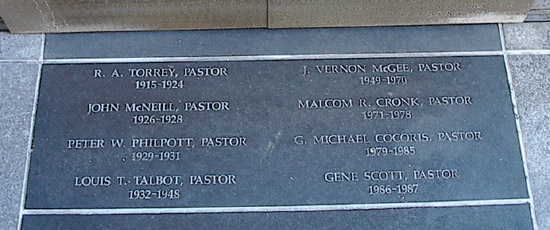 R. A. TORREY, PASTOR
1915-1924
JOHN McNEILL, PASTOR
1926-1928
PETER W. PHILPOTT, PASTOR
1929-1931
LOUIS T. TALBOT, PASTOR
1932-1948
J. VERNON McGEE, PASTOR
1949-1970
MALCOM R. CRONK, PASTOR
1971-1978
G. MICHAEL COCORIS, PASTOR
1979-1985
GENE SCOTT, PASTOR
1986-1987